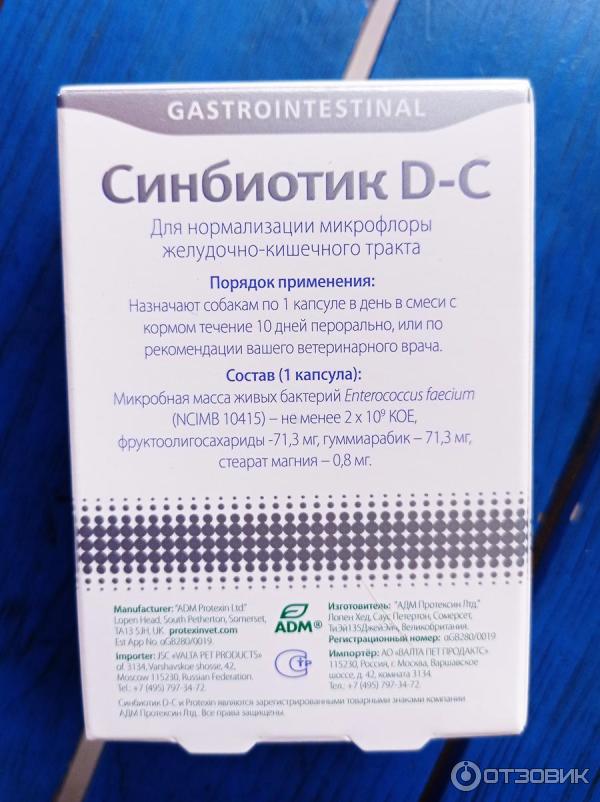 GASTROINTESTINAL
Синбиотик D-C
Для нормализации микрофлоры
желудочно-кишечного тракта
Порядок применения:
Назначают собакам по 1 капсуле в день в смеси с
кормом течение 10 дней перорально, или по
рекомендации вашего ветеринарного врача.
Состав (1 капсула):
Микробная масса живых бактерий Enterococcus faecium
(NCIMB 10415) – не менее 2 х 10⁹ КОЕ,
фруктоолигосахариды -71,3 мг, гуммиарабик – 71,3 мг,
стеарат магния – 0,8 мг.
Manufacturer: "ADM Protexin Ltd"
Lopen Head, South Petherton, Somerset,
TA13 5JH, UK. protexinvet.com
Est App No: αGB280/0019.
Importer: JSC «VALTA PET PRODUCTS»
of. 3134, Varshavskoe shosse, 42,
Moscow 115230, Russian Federation.
Tel.: +7 (495) 797-34-72.
ADM®
Изготовитель: "АДМ Протексин Лтд."
Лопен Хед, Саус Петертон, Сомерсет,
ТиЭй135ДжейЭйч, Великобритания.
Регистрационный номер: αGB280/0019
Импортёр: АО «ВАЛТА ПЕТ ПРОДАКТС»
115230, Россия, г. Москва, Варшавское
шоссе, д. 42, комната 3134.
Тел.: +7 (495) 797-34-72.
Синбиотик D-C и Protexin являются зарегистрированными товарными знаками компании
АДМ Протексин Лтд. Все права защищены.
ОТЗОВИК